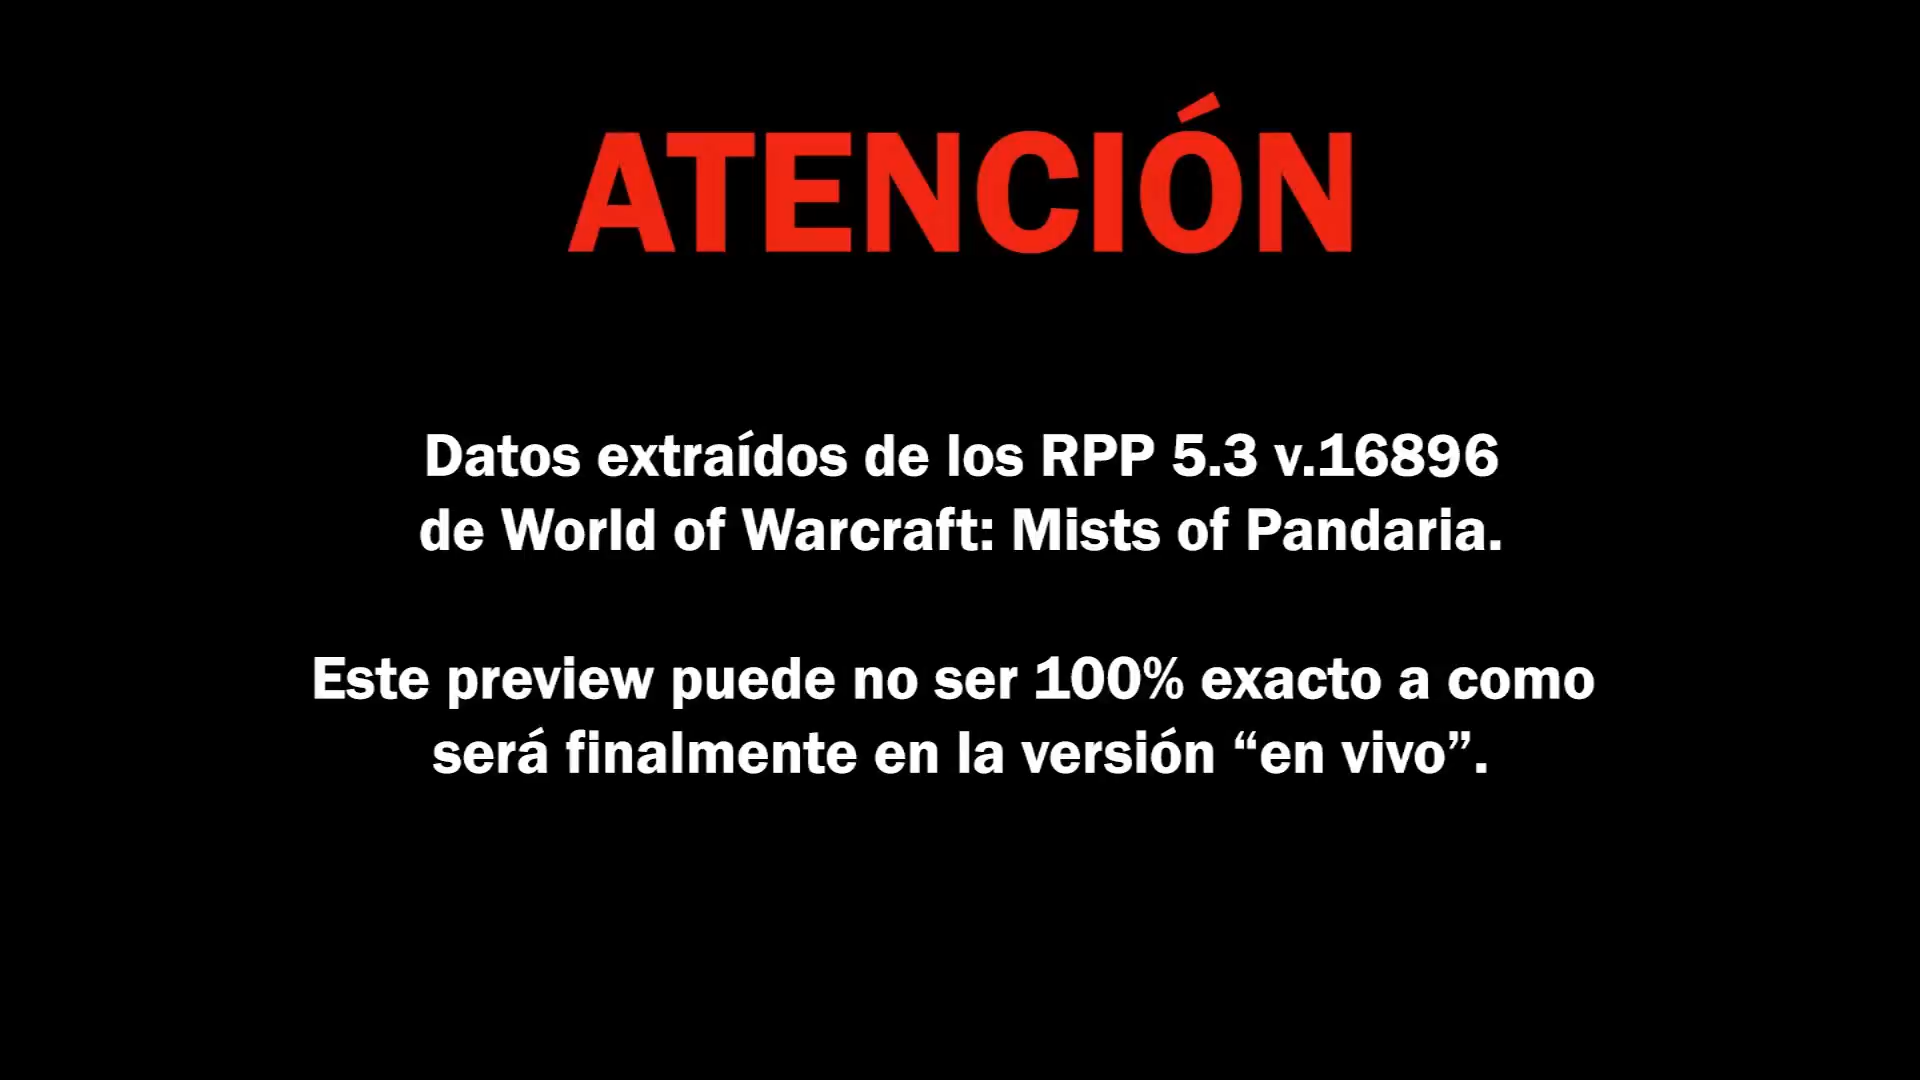 ATENCIÓN
Datos extraídos de los RPP 5.3 v.16896
de World of Warcraft: Mists of Pandaria.
Este preview puede no ser 100% exacto a como
será finalmente en la versión “en vivo”.